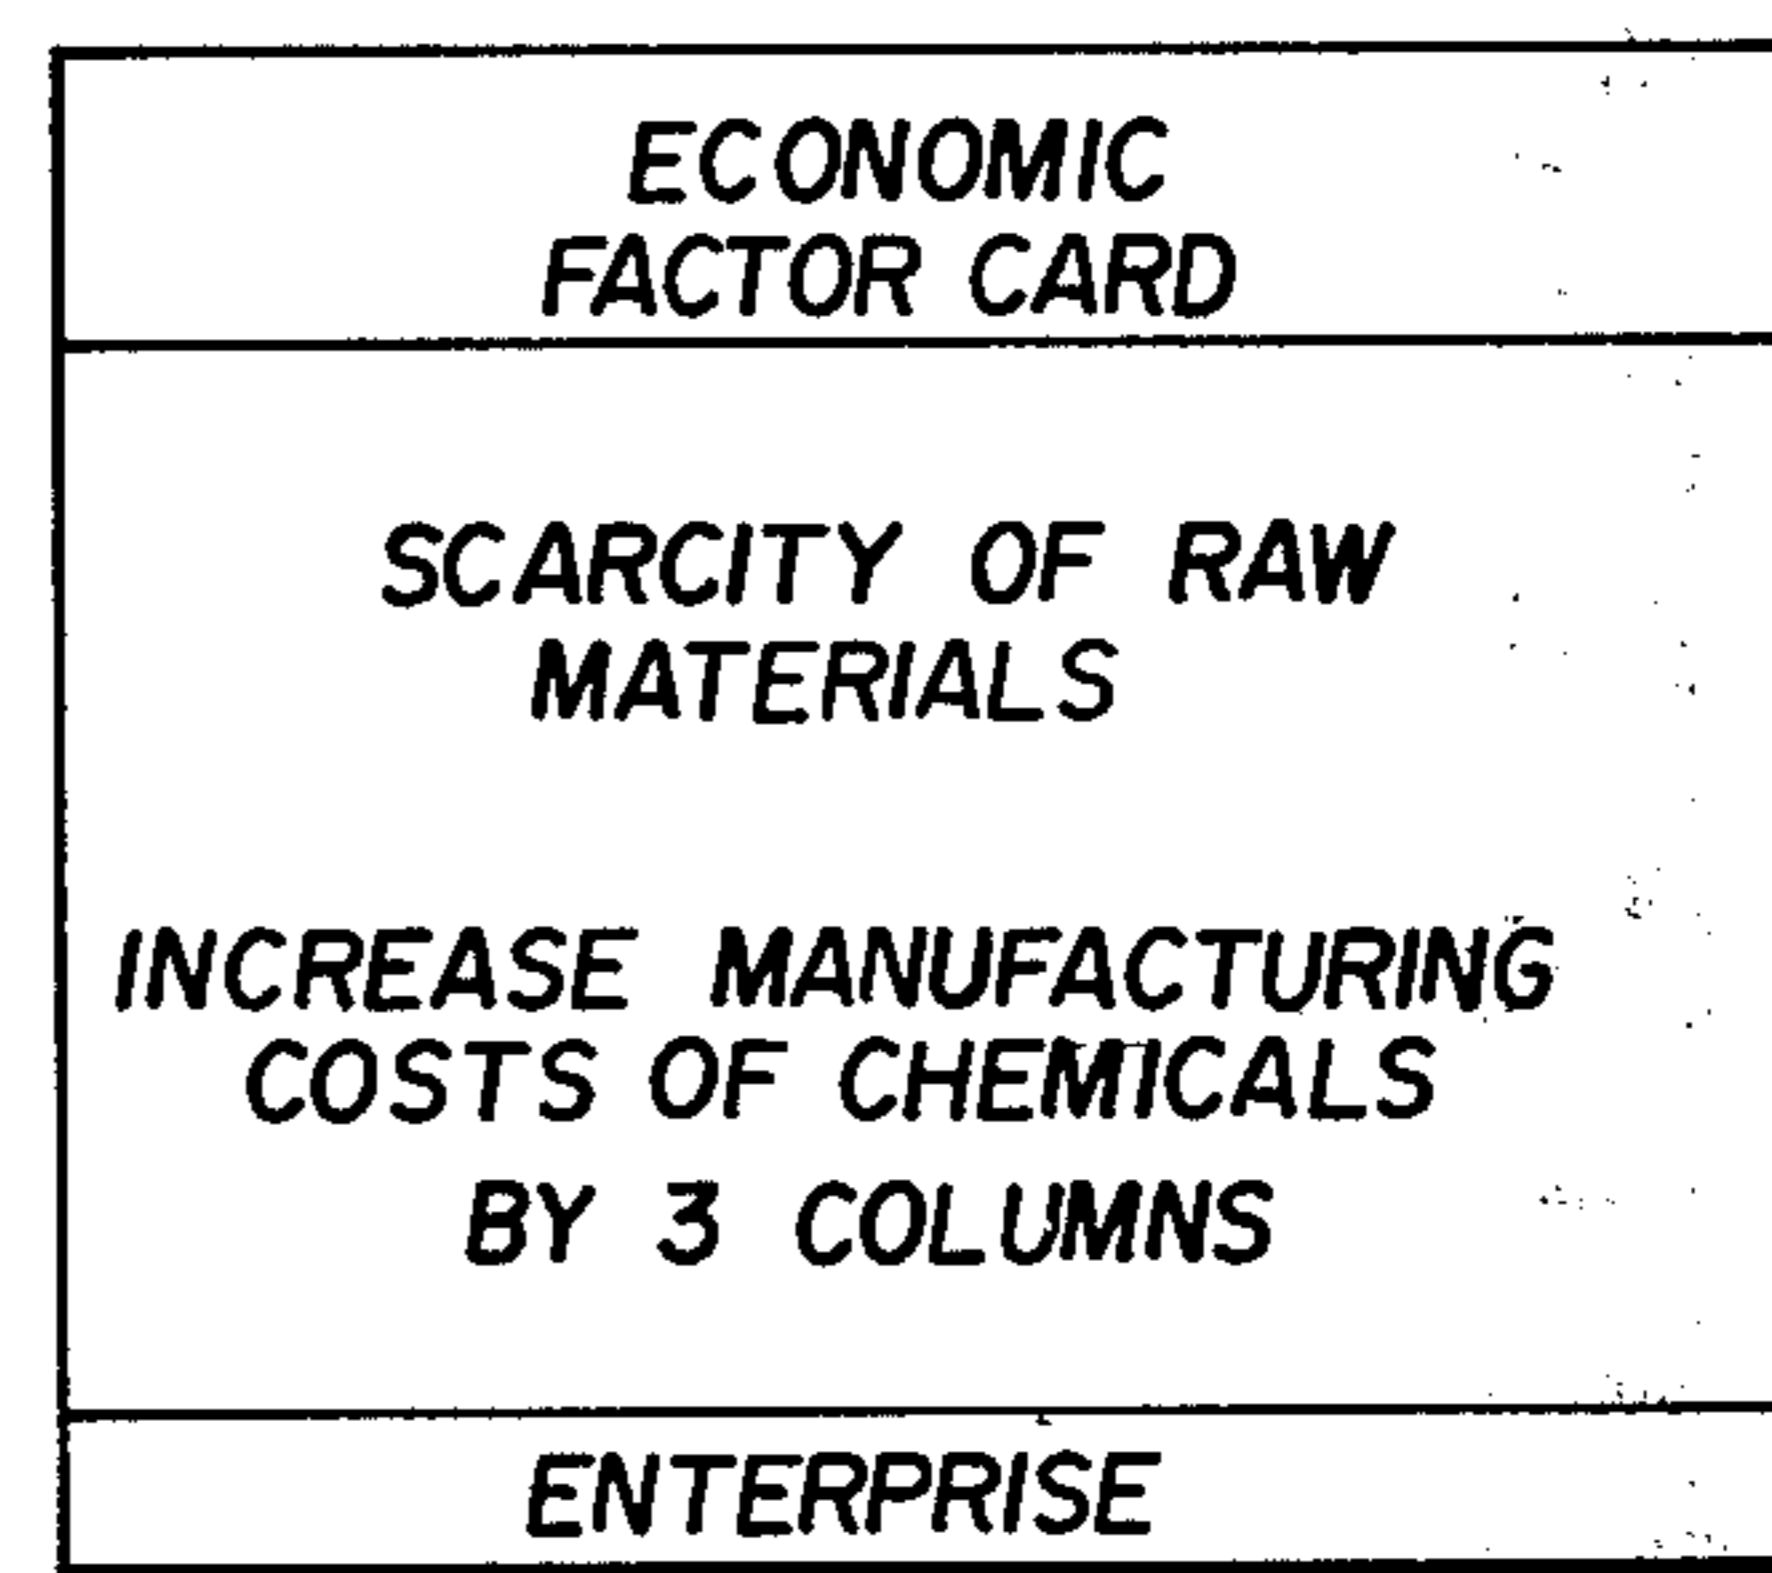 ECONOMIC
FACTOR CARD
SCARCITY OF RAW
MATERIALS
INCREASE MANUFACTURING
COSTS OF CHEMICALS
BY 3 COLUMNS
ENTERPRISE